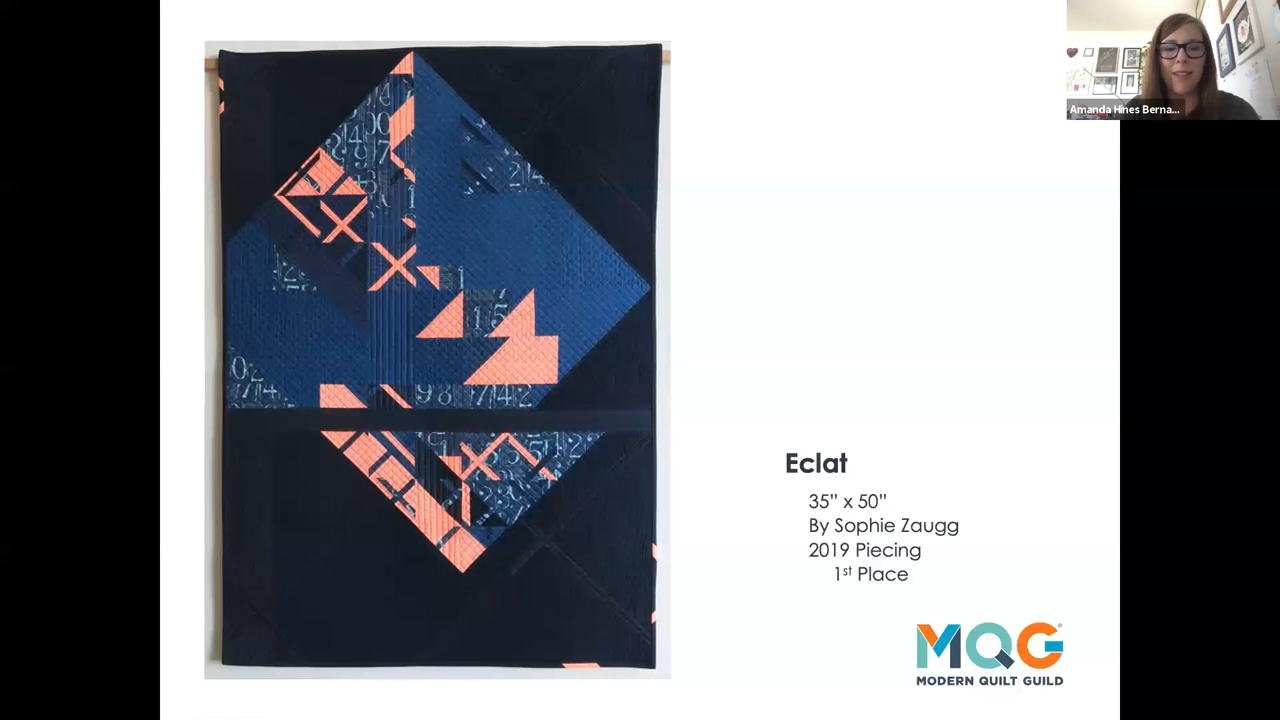 Amanda Hines Berna...
Eclat
35” x 50”
By Sophie Zaugg
2019 Piecing
1st Place
MQG
MODERN QUILT GUILD